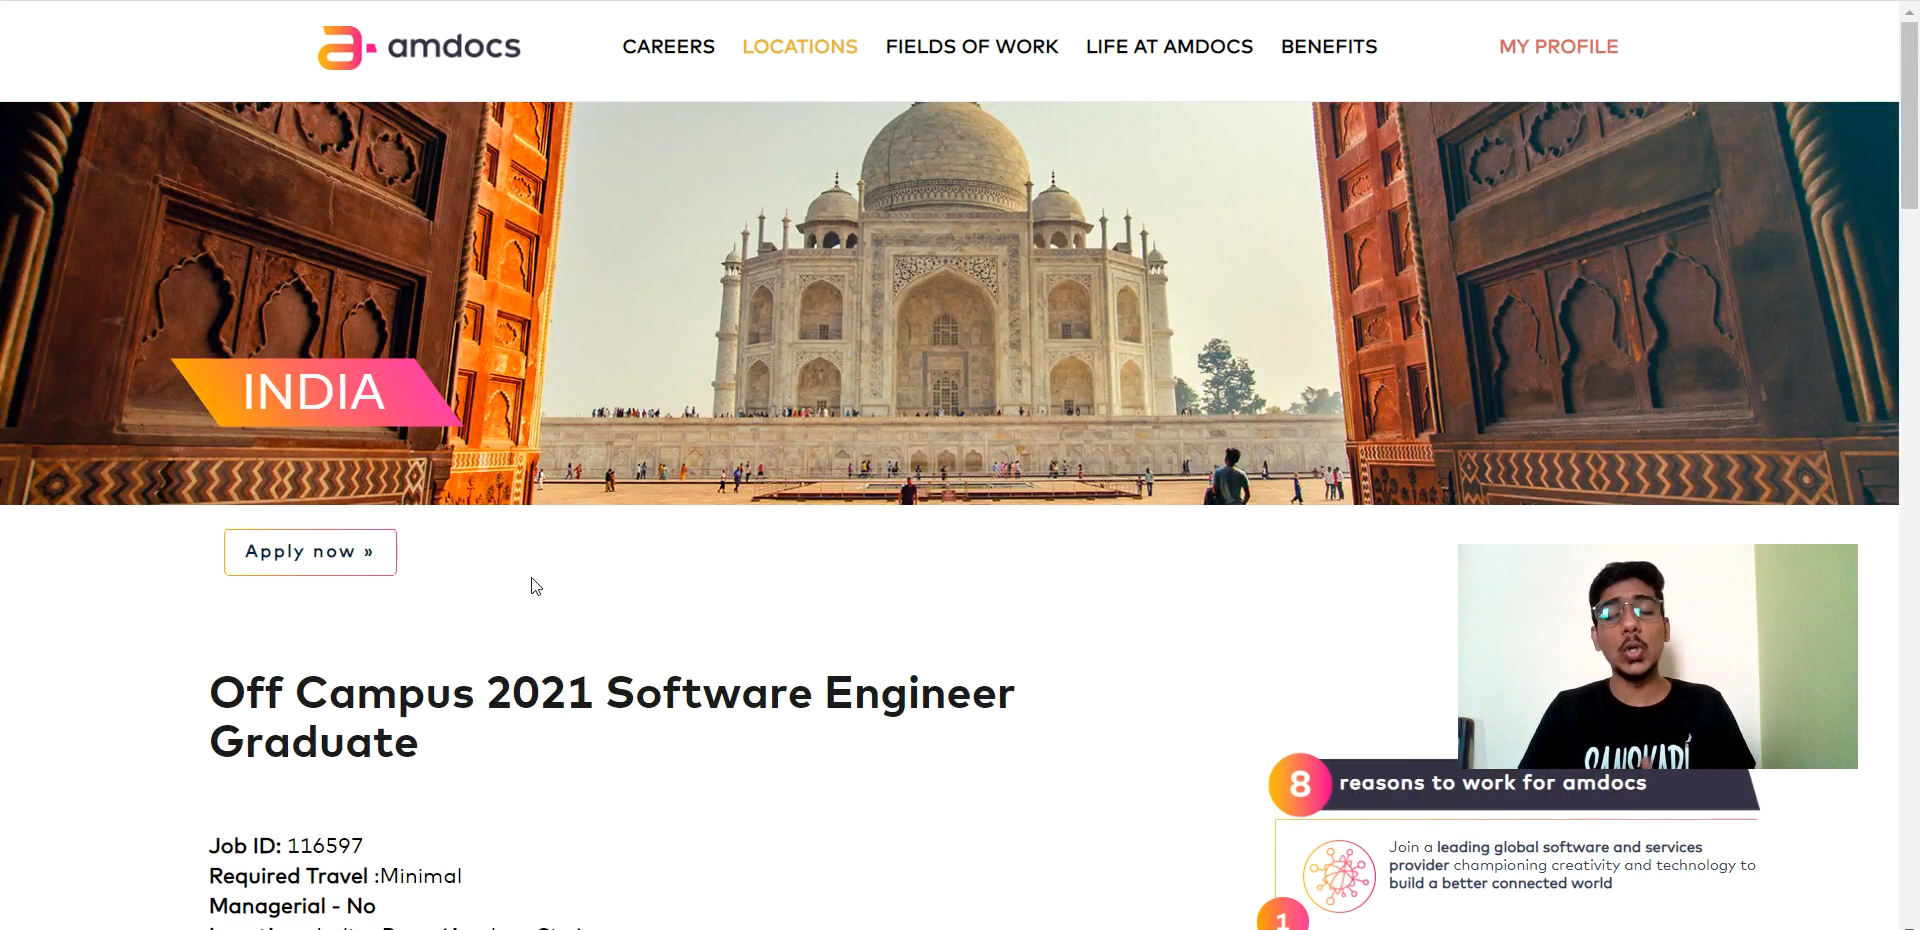 amdocs
CAREERS LOCATIONS FIELDS OF WORK LIFE AT AMDOCS BENEFITS MY PROFILE
INDIA
Apply now »
Off Campus 2021 Software Engineer
Graduate
Job ID: 116597
Required Travel :Minimal
Managerial - No
8 reasons to work for amdocs
Join a leading global software and services
provider championing creativity and technology to
build a better connected world
1